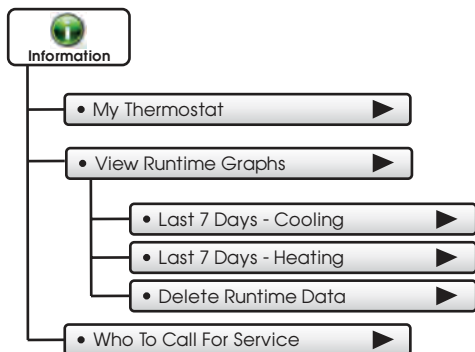 Information
• My Thermostat
• View Runtime Graphs
• Last 7 Days - Cooling
• Last 7 Days - Heating
• Delete Runtime Data
• Who To Call For Service